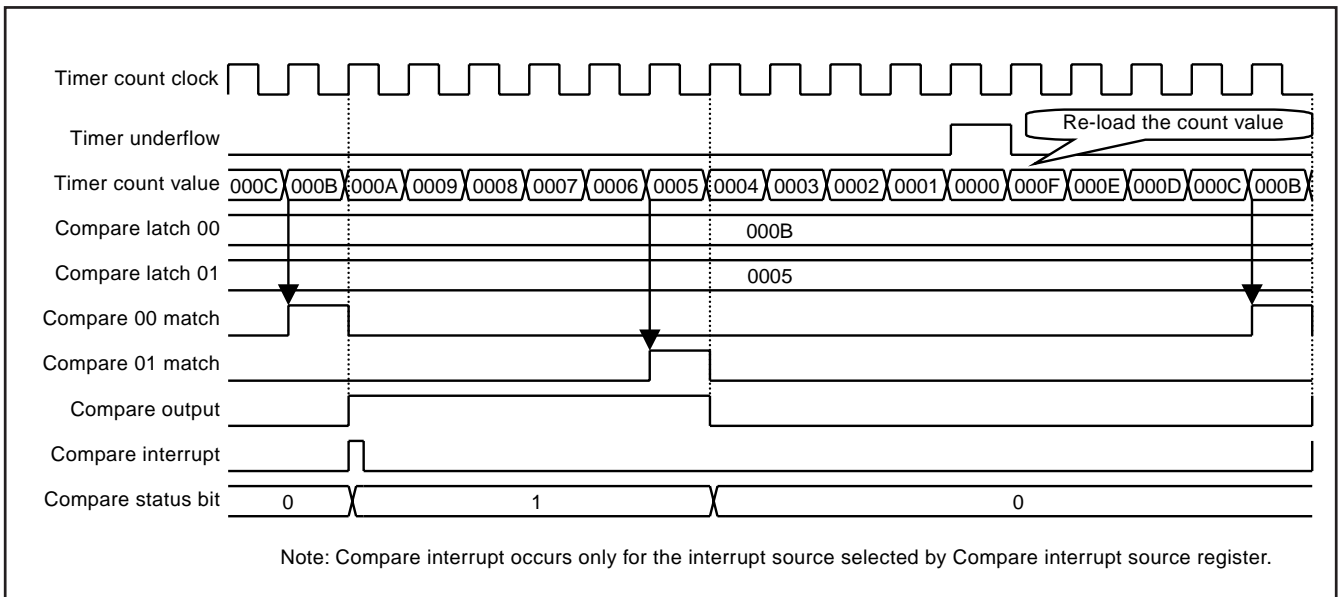 Timer count clock
Timer underflow
Re-load the count value
Timer count value 000C 000B 000A 0009 0008 0007 0006 0005 0004 0003 0002 0001 0000 000F 000E 000D 000C 000B
Compare latch 00 000B
Compare latch 01 0005
Compare 00 match
Compare 01 match
Compare output
Compare interrupt
Compare status bit 0 1 0
Note: Compare interrupt occurs only for the interrupt source selected by Compare interrupt source register.